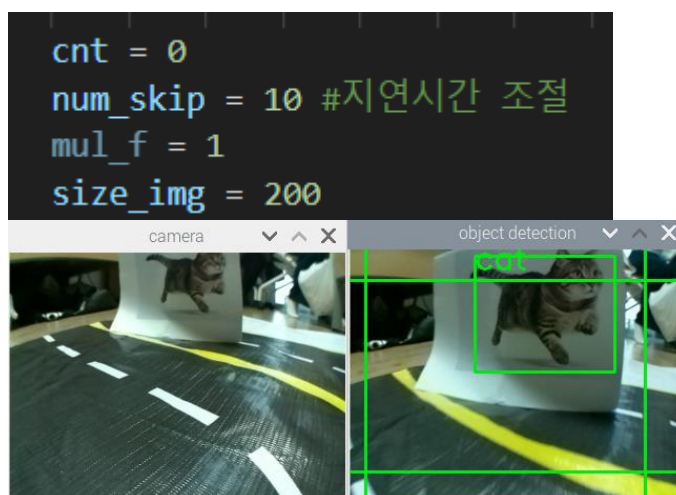 cnt = 0
num_skip = 10 #지연시간 조절
mul_f = 1
size_img = 200
camera
object detection
cat